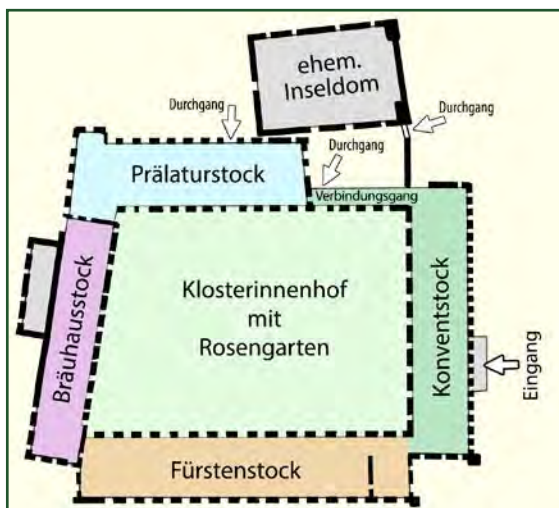 ehem.
Inseldom
Durchgang
Durchgang
Durchgang
Prälaturstock
Verbindungsgang
Klosterinnenhof
mit
Rosengarten
Bräuhausstock
Konventstock
Eingang
Fürstenstock